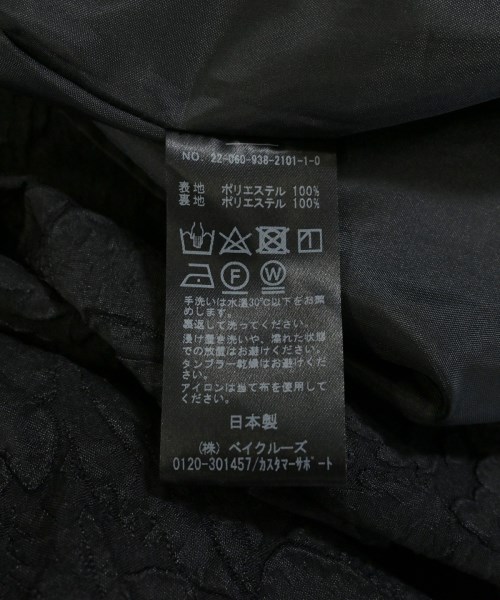 NO. 22-060-938-2101-1-0
表地 ポリエステル 100%
裏地 ポリエステル 100%
F W
手洗いは水温30℃以下をお薦
めします。
裏返して洗ってください。
浸け置き洗いや、濡れた状態
での放置はお避けください。
タンブラー乾燥はお避けくだ
さい。
アイロンは当て布を使用して
ください。
日本製
(株) ベイクルーズ
0120-301457/カスタマーサポート